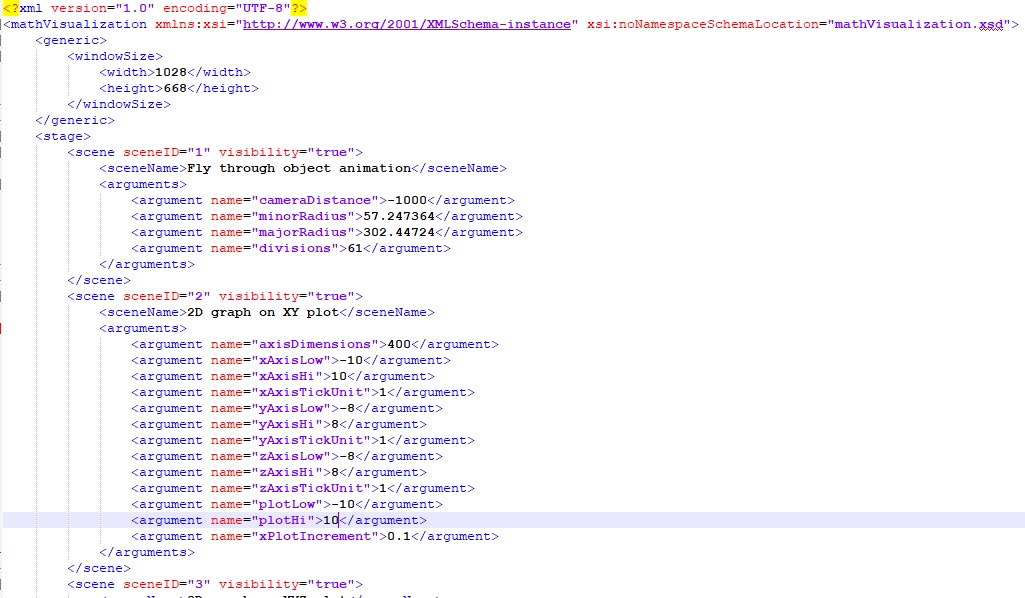 <?xml version="1.0" encoding="UTF-8"?>
<mathVisualization xmlns:xsi="http://www.w3.org/2001/XMLSchema-instance" xsi:noNamespaceSchemaLocation="mathVisualization.xsd">
<generic>
<windowSize>
<width>1028</width>
<height>668</height>
</windowSize>
</generic>
<stage>
<scene sceneID="1" visibility="true">
<sceneName>Fly through object animation</sceneName>
<arguments>
<argument name="cameraDistance">-1000</argument>
<argument name="minorRadius">57.247364</argument>
<argument name="majorRadius">302.44724</argument>
<argument name="divisions">61</argument>
</arguments>
</scene>
<scene sceneID="2" visibility="true">
<sceneName>2D graph on XY plot</sceneName>
<arguments>
<argument name="axisDimensions">400</argument>
<argument name="xAxisLow">-10</argument>
<argument name="xAxisHi">10</argument>
<argument name="xAxisTickUnit">1</argument>
<argument name="yAxisLow">-8</argument>
<argument name="yAxisHi">8</argument>
<argument name="yAxisTickUnit">1</argument>
<argument name="zAxisLow">-8</argument>
<argument name="zAxisHi">8</argument>
<argument name="zAxisTickUnit">1</argument>
<argument name="plotLow">-10</argument>
<argument name="plotHi">10</argument>
<argument name="xPlotIncrement">0.1</argument>
</arguments>
</scene>
<scene sceneID="3" visibility="true">